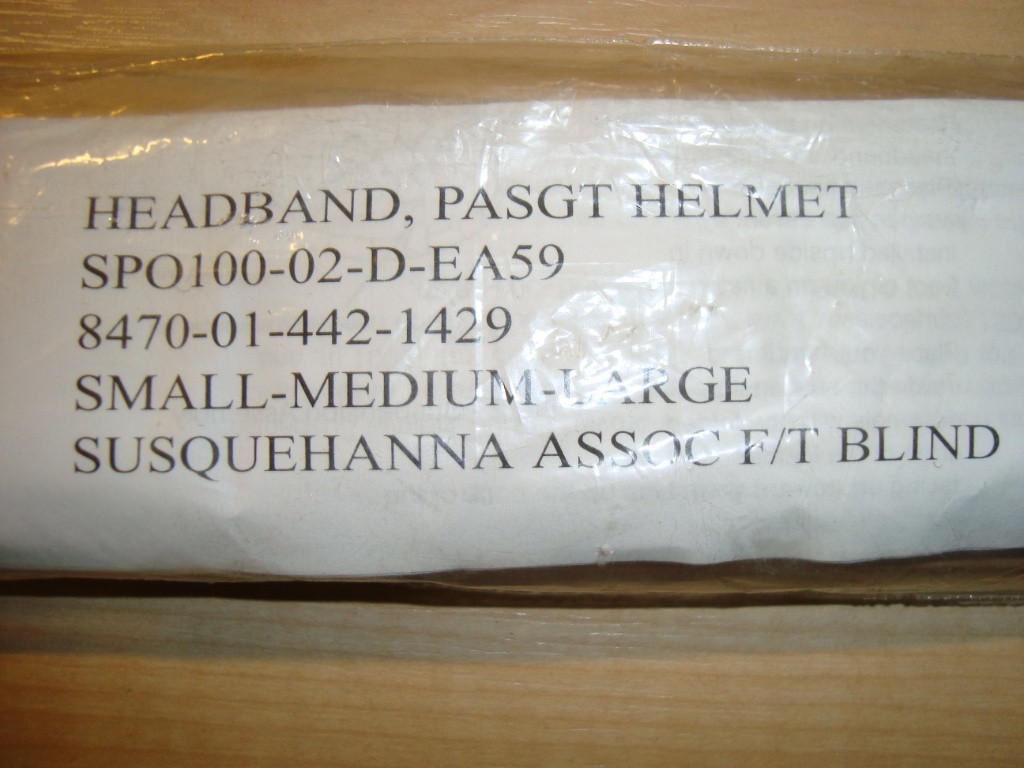 HEADBAND, PASGT HELMET
SPO100-02-D-EA59
8470-01-442-1429
SMALL-MEDIUM-LARGE
SUSQUEHANNA ASSOC F/T BLIND